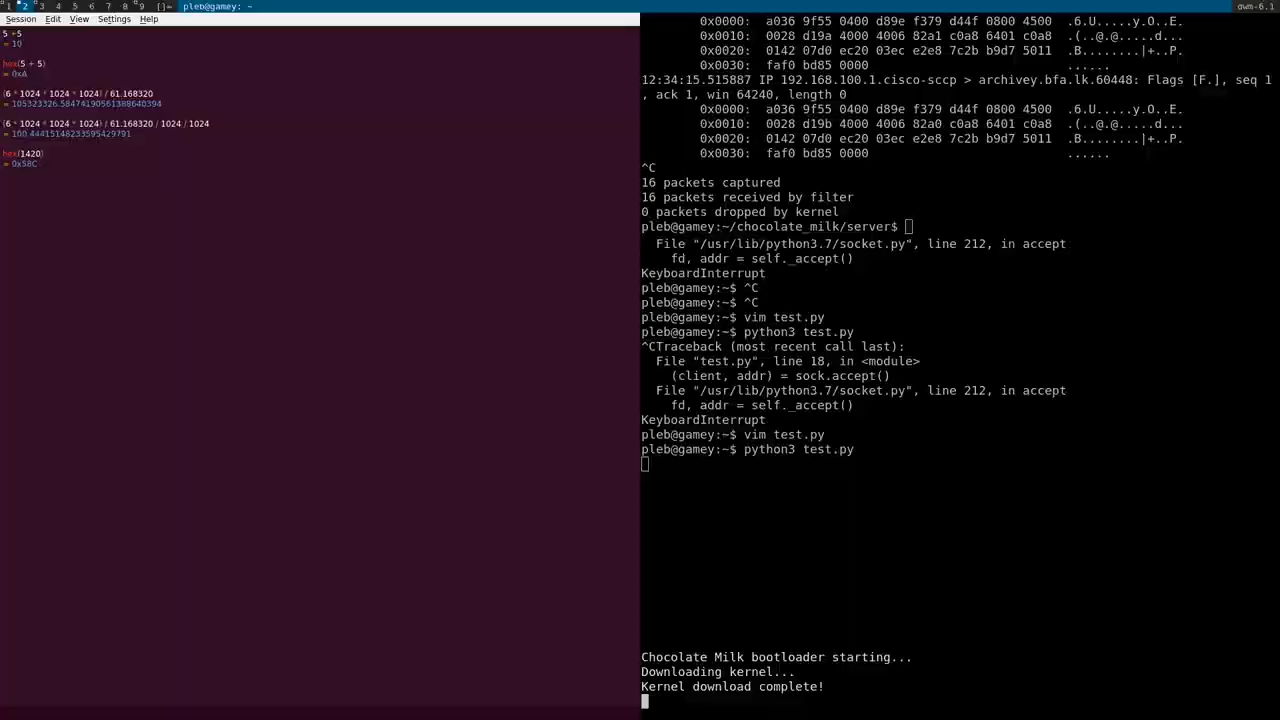 1 2 3 4 5 6 7 8 9 []= pleb@gamey: ~ dwm-6.1
Session Edit View Settings Help
5 +5
= 10
hex(5 + 5)
= 0xA
(6 * 1024 * 1024 * 1024) / 61.168320
= 105323326.58474190561388640394
(6 * 1024 * 1024 * 1024) / 61.168320 / 1024 / 1024
= 100.44415148233595429791
hex(1420)
= 0x58C
0x0000: a036 9f55 0400 d89e f379 d44f 0800 4500 .6.U.....y.O..E.
0x0010: 0028 d19a 4000 4006 82a1 c0a8 6401 c0a8 .(..@.@.....d...
0x0020: 0142 07d0 ec20 03ec e2e8 7c2b b9d7 5011 .B........|+..P.
0x0030: faf0 bd85 0000 ......
12:34:15.515887 IP 192.168.100.1.cisco-sccp > archivey.bfa.lk.60448: Flags [F.], seq 1
, ack 1, win 64240, length 0
0x0000: a036 9f55 0400 d89e f379 d44f 0800 4500 .6.U.....y.O..E.
0x0010: 0028 d19b 4000 4006 82a0 c0a8 6401 c0a8 .(..@.@.....d...
0x0020: 0142 07d0 ec20 03ec e2e8 7c2b b9d7 5011 .B........|+..P.
0x0030: faf0 bd85 0000 ......
^C
16 packets captured
16 packets received by filter
0 packets dropped by kernel
pleb@gamey:~/chocolate_milk/server$
File "/usr/lib/python3.7/socket.py", line 212, in accept
fd, addr = self._accept()
KeyboardInterrupt
pleb@gamey:~$ ^C
pleb@gamey:~$ ^C
pleb@gamey:~$ vim test.py
pleb@gamey:~$ python3 test.py
^CTraceback (most recent call last):
File "test.py", line 18, in <module>
(client, addr) = sock.accept()
File "/usr/lib/python3.7/socket.py", line 212, in accept
fd, addr = self._accept()
KeyboardInterrupt
pleb@gamey:~$ vim test.py
pleb@gamey:~$ python3 test.py
Chocolate Milk bootloader starting...
Downloading kernel...
Kernel download complete!